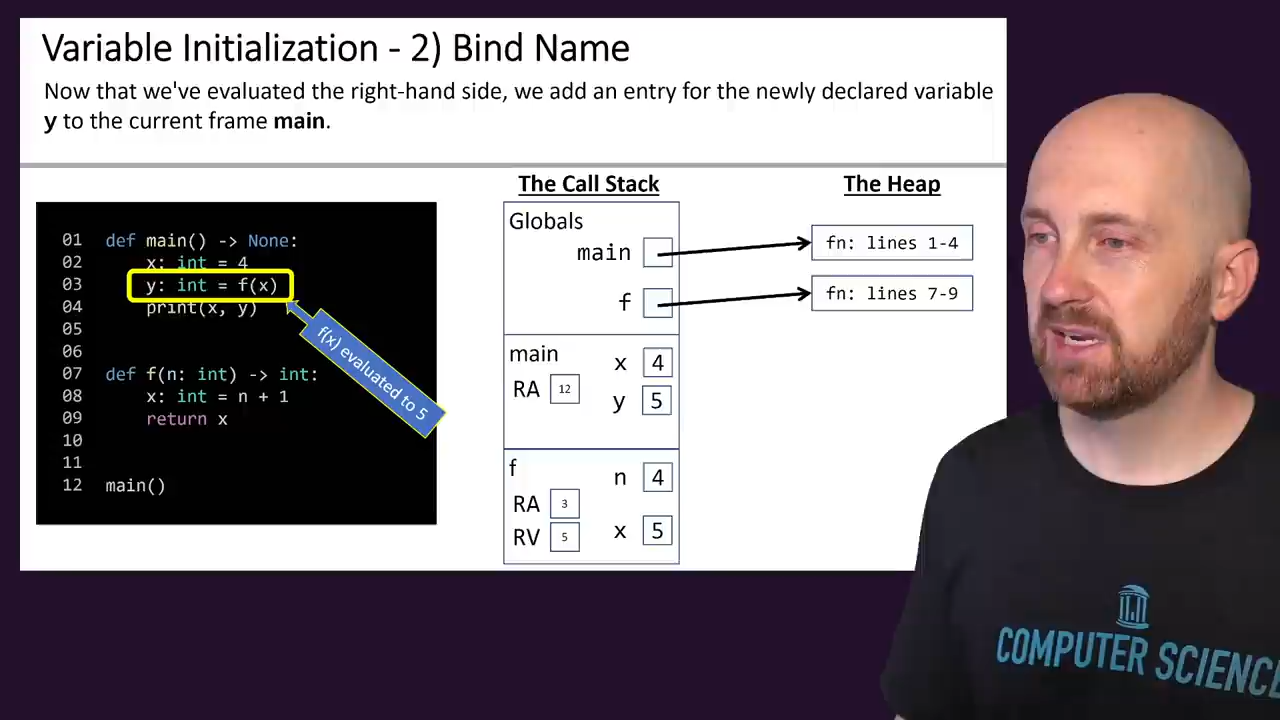 Variable Initialization - 2) Bind Name
Now that we've evaluated the right-hand side, we add an entry for the newly declared variable
y to the current frame main.
The Call Stack
The Heap
01 def main() -> None:
02 x: int = 4
03 y: int = f(x)
04 print(x, y)
05
06
07 def f(n: int) -> int:
08 x: int = n + 1
09 return x
10
11
12 main()
f(x) evaluated to 5
Globals
main
f
fn: lines 1-4
fn: lines 7-9
main
RA 12
x 4
y 5
f
RA 3
RV 5
n 4
x 5
COMPUTER SCIENCE